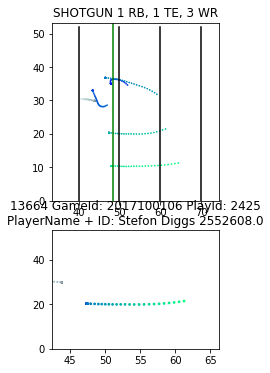 SHOTGUN 1 RB, 1 TE, 3 WR
50
40
30
20
10
0
40 50 60 70
13664 GameId: 2017100106 PlayId: 2425
PlayerName + ID: Stefon Diggs 2552608.0
40
20
0
45 50 55 60 65